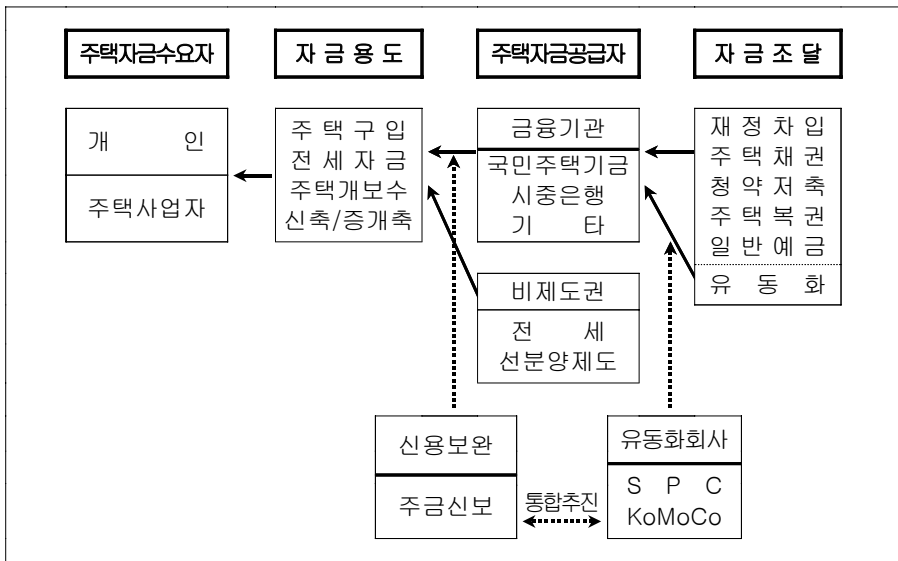 주택자금수요자
자 금 용 도
주택자금공급자
자 금 조 달
개 인
주택사업자
주 택 구 입
전 세 자 금
주택개보수
신축/증개축
금융기관
국민주택기금
시중은행
기 타
비제도권
전 세
선분양제도
재 정 차 입
주 택 채 권
청 약 저 축
주 택 복 권
일 반 예 금
유 동 화
신용보완
주금신보
통합추진
유동화회사
S P C
KoMoCo